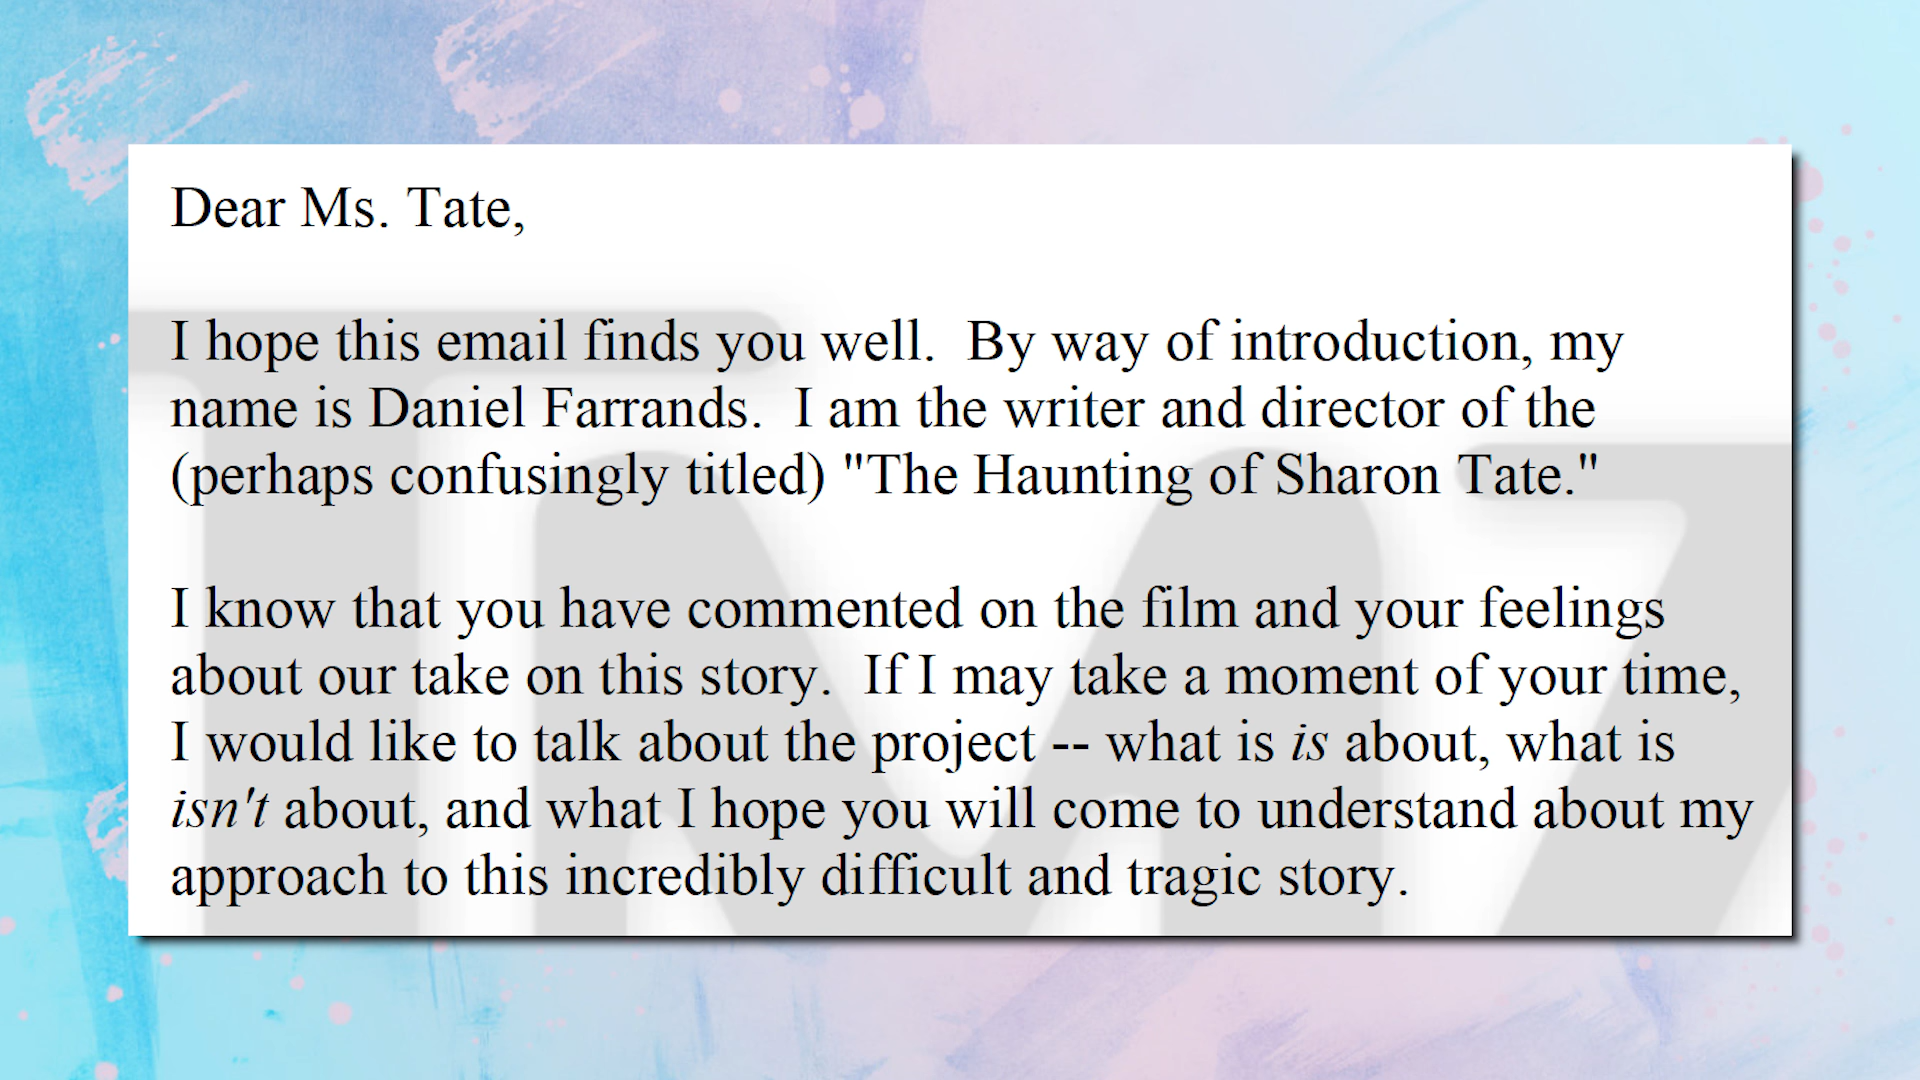 Dear Ms. Tate,
I hope this email finds you well.  By way of introduction, my
name is Daniel Farrands.  I am the writer and director of the
(perhaps confusingly titled) "The Haunting of Sharon Tate."
I know that you have commented on the film and your feelings
about our take on this story.  If I may take a moment of your time,
I would like to talk about the project -- what is is about, what is
isn't about, and what I hope you will come to understand about my
approach to this incredibly difficult and tragic story.